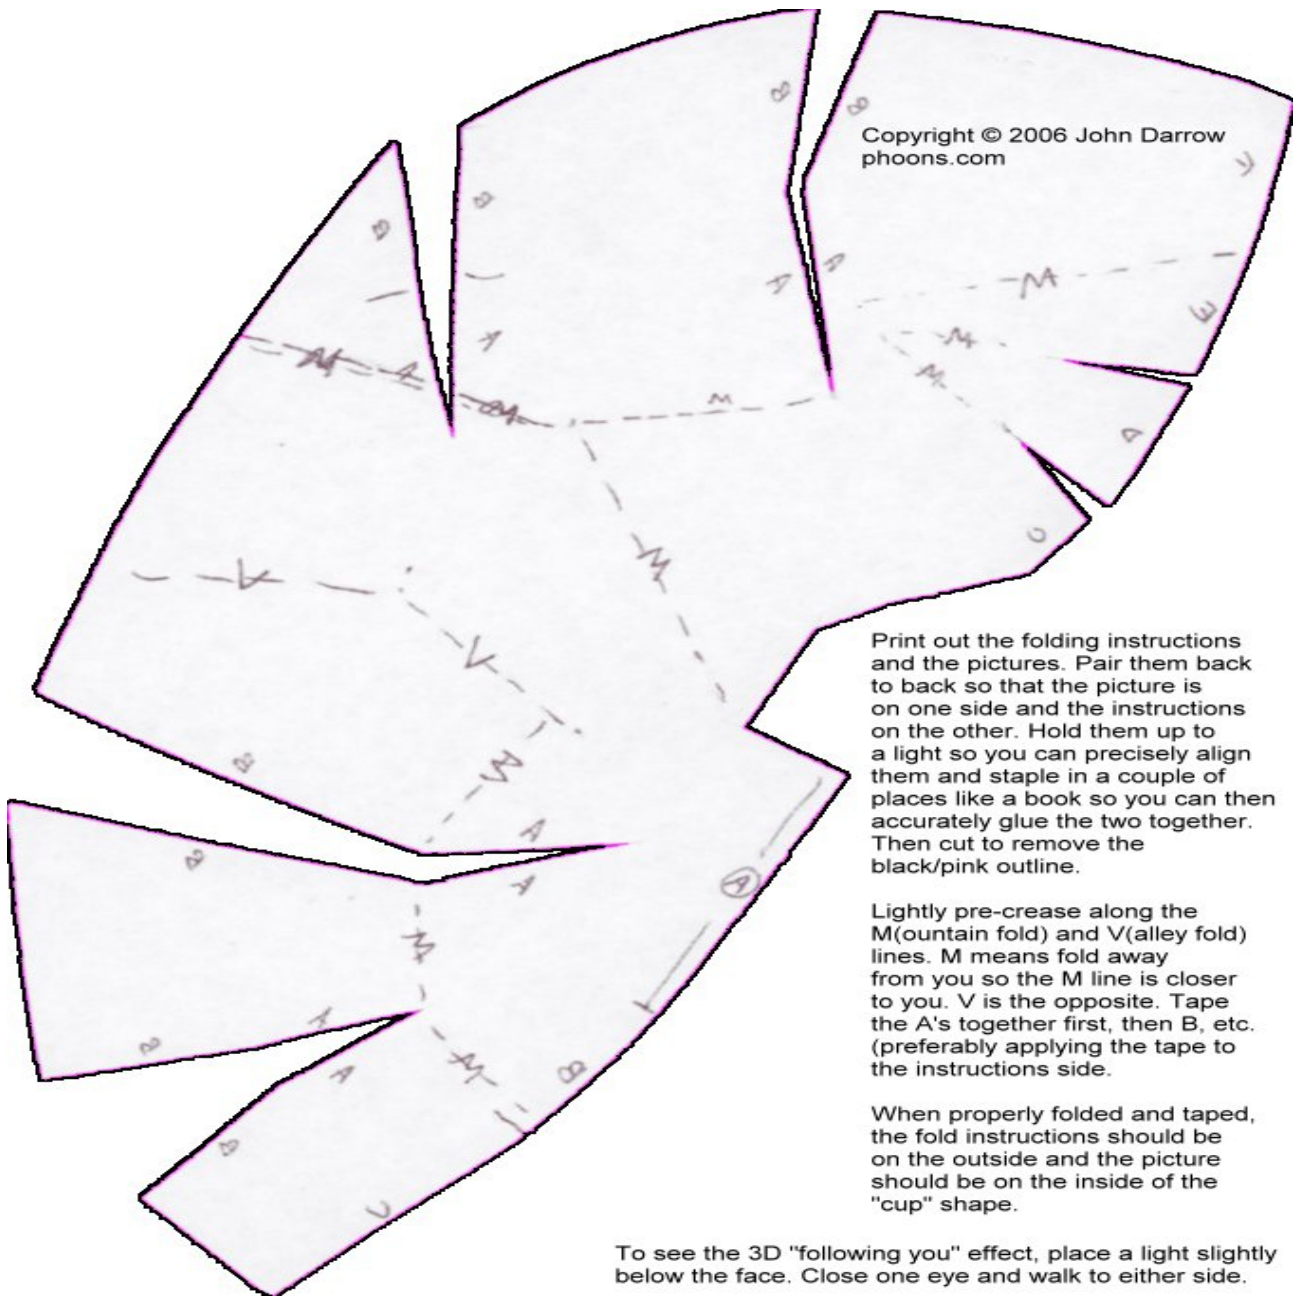 B
B
Copyright © 2006 John Darrow
phoons.com
B
B
A
A
M
A
M
M
M
A
M
M
V
M
V
B
M
A
A
B
A
M
A
A
M
B
B
Print out the folding instructions
and the pictures. Pair them back
to back so that the picture is
on one side and the instructions
on the other. Hold them up to
a light so you can precisely align
them and staple in a couple of
places like a book so you can then
accurately glue the two together.
Then cut to remove the
black/pink outline.
Lightly pre-crease along the
M(ountain fold) and V(alley fold)
lines. M means fold away
from you so the M line is closer
to you. V is the opposite. Tape
the A's together first, then B, etc.
(preferably applying the tape to
the instructions side.
When properly folded and taped,
the fold instructions should be
on the outside and the picture
should be on the inside of the
"cup" shape.
To see the 3D "following you" effect, place a light slightly
below the face. Close one eye and walk to either side.